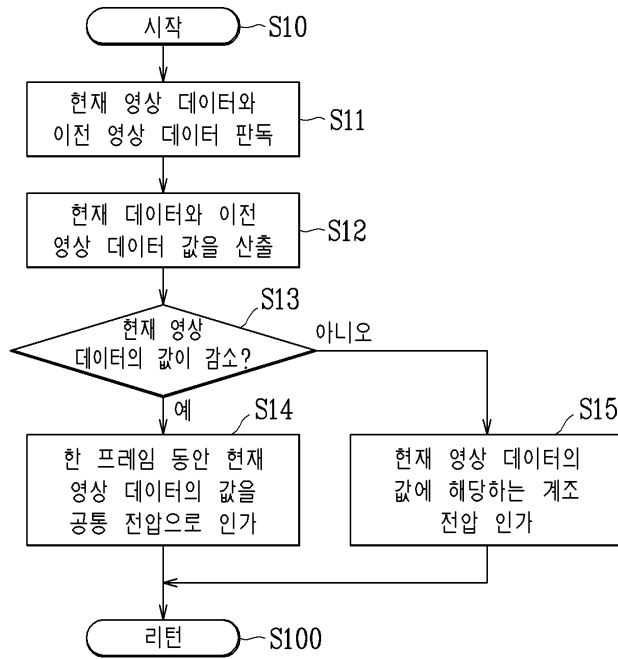 시작
S10
현재 영상 데이터와
이전 영상 데이터 판독
S11
현재 데이터와 이전
영상 데이터 값을 산출
S12
S13
현재 영상
데이터의 값이 감소?
아니오
예
S14
한 프레임 동안 현재
영상 데이터의 값을
공통 전압으로 인가
S15
현재 영상 데이터의
값에 해당하는 계조
전압 인가
리턴
S100